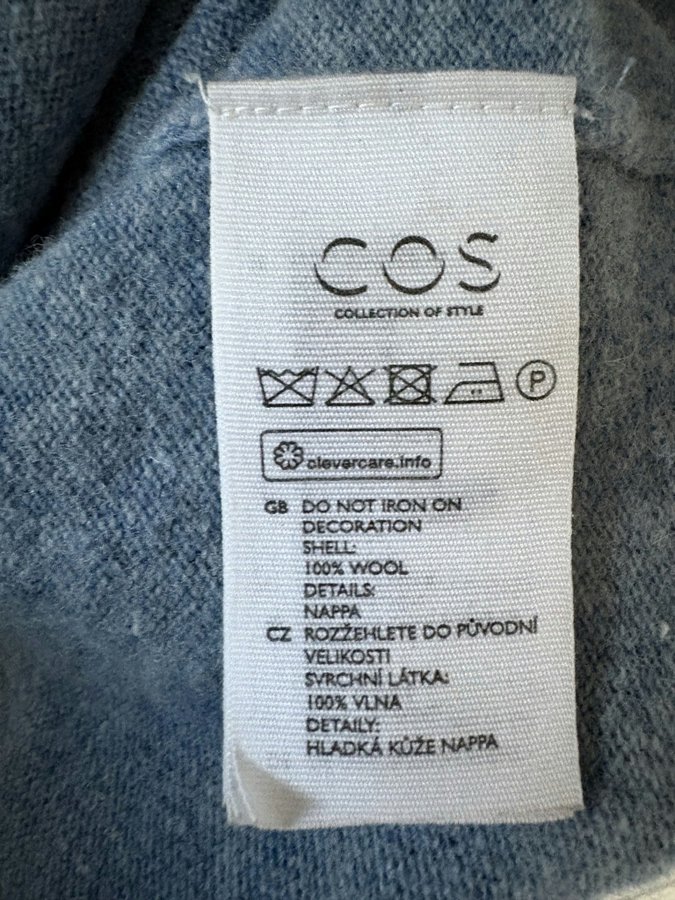 COS
COLLECTION OF STYLE
P
clevercare.info
GB DO NOT IRON ON
DECORATION
SHELL:
100% WOOL
DETAILS:
NAPPA
CZ ROZŽEHLETE DO PŮVODNÍ
VELIKOSTI
SVRCHNÍ LÁTKA:
100% VLNA
DETAILY:
HLADKÁ KŮŽE NAPPA